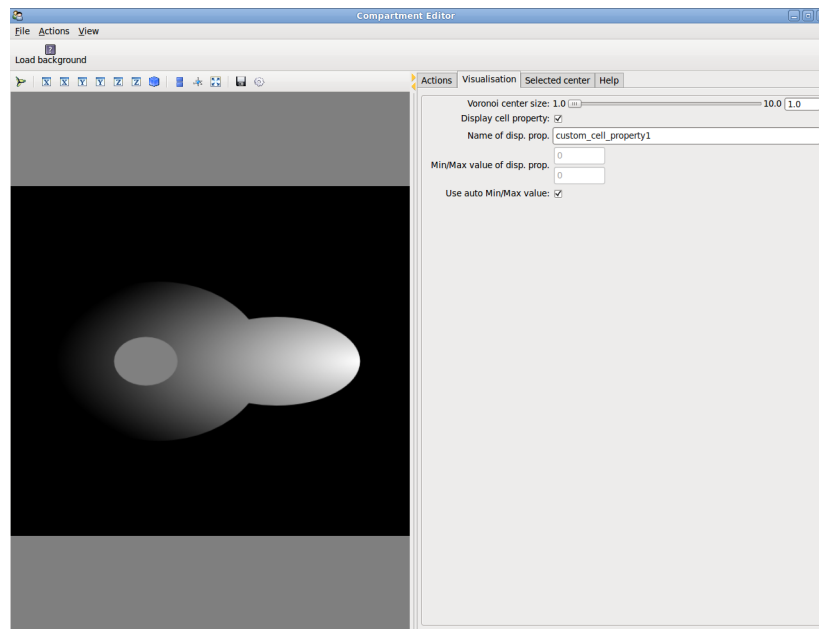 Compartment Editor
File Actions View
?
Load background
X X Y Y Z Z
Actions Visualisation Selected center Help
Voronoi center size: 1.0 10.0 1.0
Display cell property:
Name of disp. prop. custom_cell_property1
0
Min/Max value of disp. prop.
0
Use auto Min/Max value: